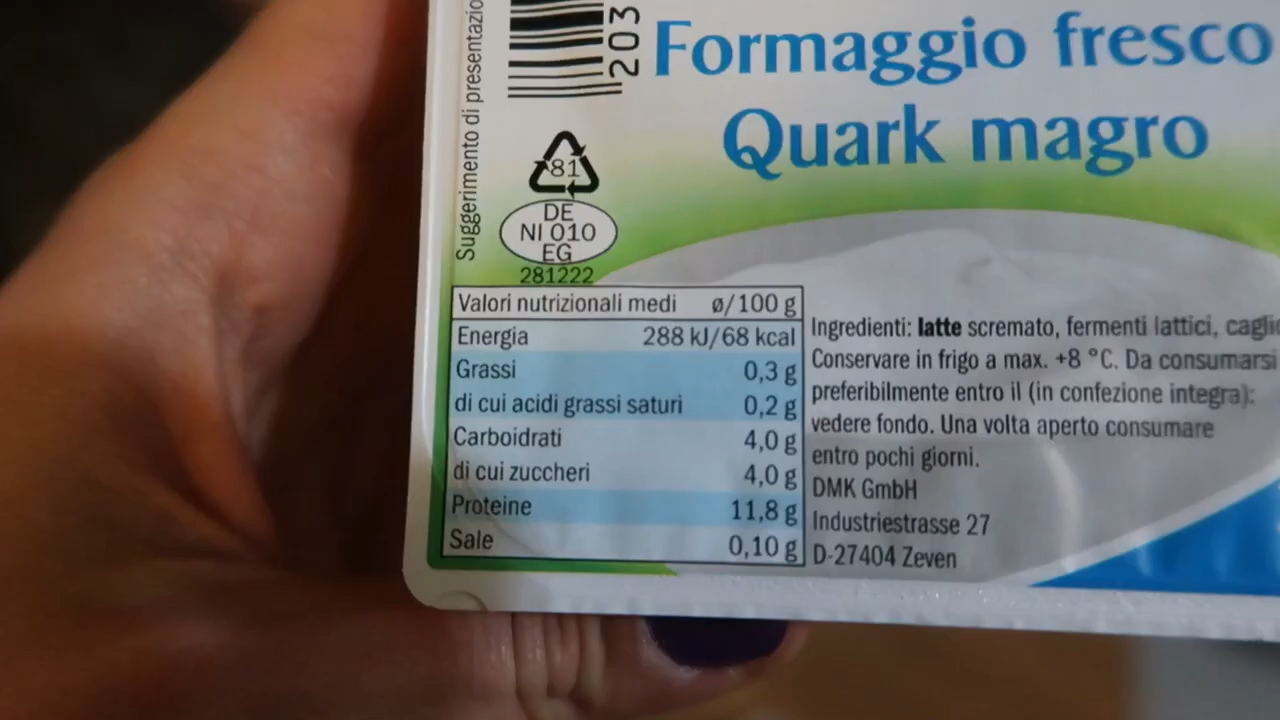 Suggerimento di presentazio
203
Formaggio fresco
Quark magro
81
DE
NI 010
EG
281222
Valori nutrizionali medi ø/100 g
Energia 288 kJ/68 kcal
Grassi 0,3 g
di cui acidi grassi saturi 0,2 g
Carboidrati 4,0 g
di cui zuccheri 4,0 g
Proteine 11,8 g
Sale 0,10 g
Ingredienti: latte scremato, fermenti lattici, cagli
Conservare in frigo a max. +8 °C. Da consumarsi
preferibilmente entro il (in confezione integra):
vedere fondo. Una volta aperto consumare
entro pochi giorni.
DMK GmbH
Industriestrasse 27
D-27404 Zeven